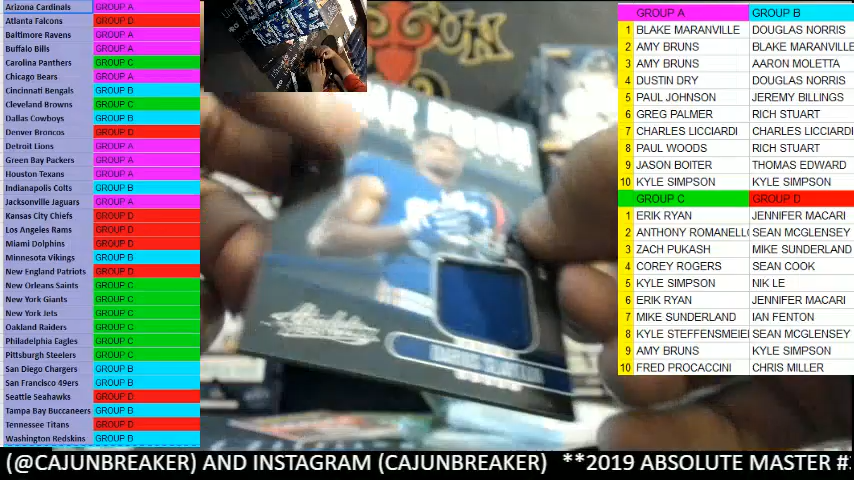 Arizona Cardinals GROUP A
Atlanta Falcons GROUP D
Baltimore Ravens GROUP A
Buffalo Bills GROUP A
Carolina Panthers GROUP C
Chicago Bears GROUP A
Cincinnati Bengals GROUP B
Cleveland Browns GROUP C
Dallas Cowboys GROUP B
Denver Broncos GROUP D
Detroit Lions GROUP A
Green Bay Packers GROUP A
Houston Texans GROUP A
Indianapolis Colts GROUP B
Jacksonville Jaguars GROUP A
Kansas City Chiefs GROUP D
Los Angeles Rams GROUP D
Miami Dolphins GROUP D
Minnesota Vikings GROUP B
New England Patriots GROUP D
New Orleans Saints GROUP C
New York Giants GROUP C
New York Jets GROUP C
Oakland Raiders GROUP C
Philadelphia Eagles GROUP C
Pittsburgh Steelers GROUP C
San Diego Chargers GROUP B
San Francisco 49ers GROUP B
Seattle Seahawks GROUP D
Tampa Bay Buccaneers GROUP B
Tennessee Titans GROUP D
Washington Redskins GROUP B
Absolute
GROUP A GROUP B
1 BLAKE MARANVILLE DOUGLAS NORRIS
2 AMY BRUNS BLAKE MARANVILLE
3 AMY BRUNS AARON MOLETTA
4 DUSTIN DRY DOUGLAS NORRIS
5 PAUL JOHNSON JEREMY BILLINGS
6 GREG PALMER RICH STUART
7 CHARLES LICCIARDI CHARLES LICCIARDI
8 PAUL WOODS RICH STUART
9 JASON BOITER THOMAS EDWARD
10 KYLE SIMPSON KYLE SIMPSON
GROUP C GROUP D
1 ERIK RYAN JENNIFER MACARI
2 ANTHONY ROMANELLO SEAN MCGLENSEY
3 ZACH PUKASH MIKE SUNDERLAND
4 COREY ROGERS SEAN COOK
5 KYLE SIMPSON NIK LE
6 ERIK RYAN JENNIFER MACARI
7 MIKE SUNDERLAND IAN FENTON
8 KYLE STEFFENSMEIE SEAN MCGLENSEY
9 AMY BRUNS KYLE SIMPSON
10 FRED PROCACCINI CHRIS MILLER
(@CAJUNBREAKER) AND INSTAGRAM (CAJUNBREAKER) **2019 ABSOLUTE MASTER #